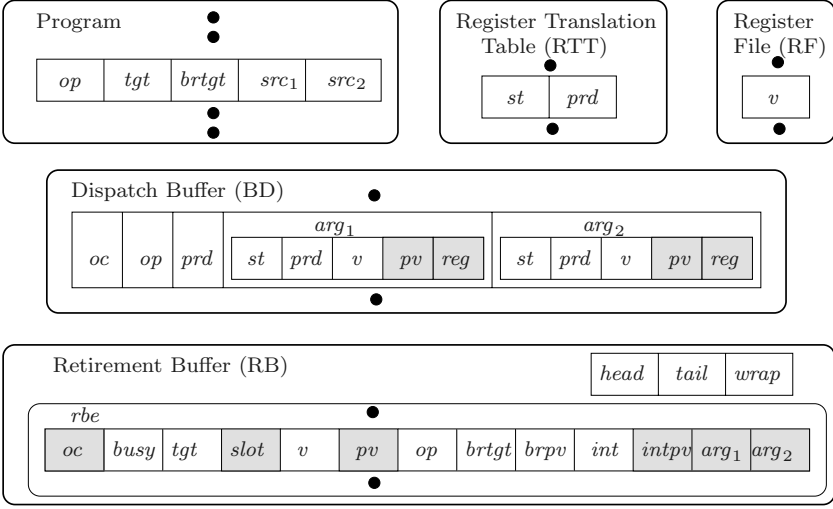 Program
op tgt brtgt src1 src2
Register Translation
Table (RTT)
st prd
Register
File (RF)
v
Dispatch Buffer (BD)
arg1 arg2
oc op prd st prd v pv reg st prd v pv reg
Retirement Buffer (RB)
head tail wrap
rbe
oc busy tgt slot v pv op brtgt brpv int intpv arg1 arg2